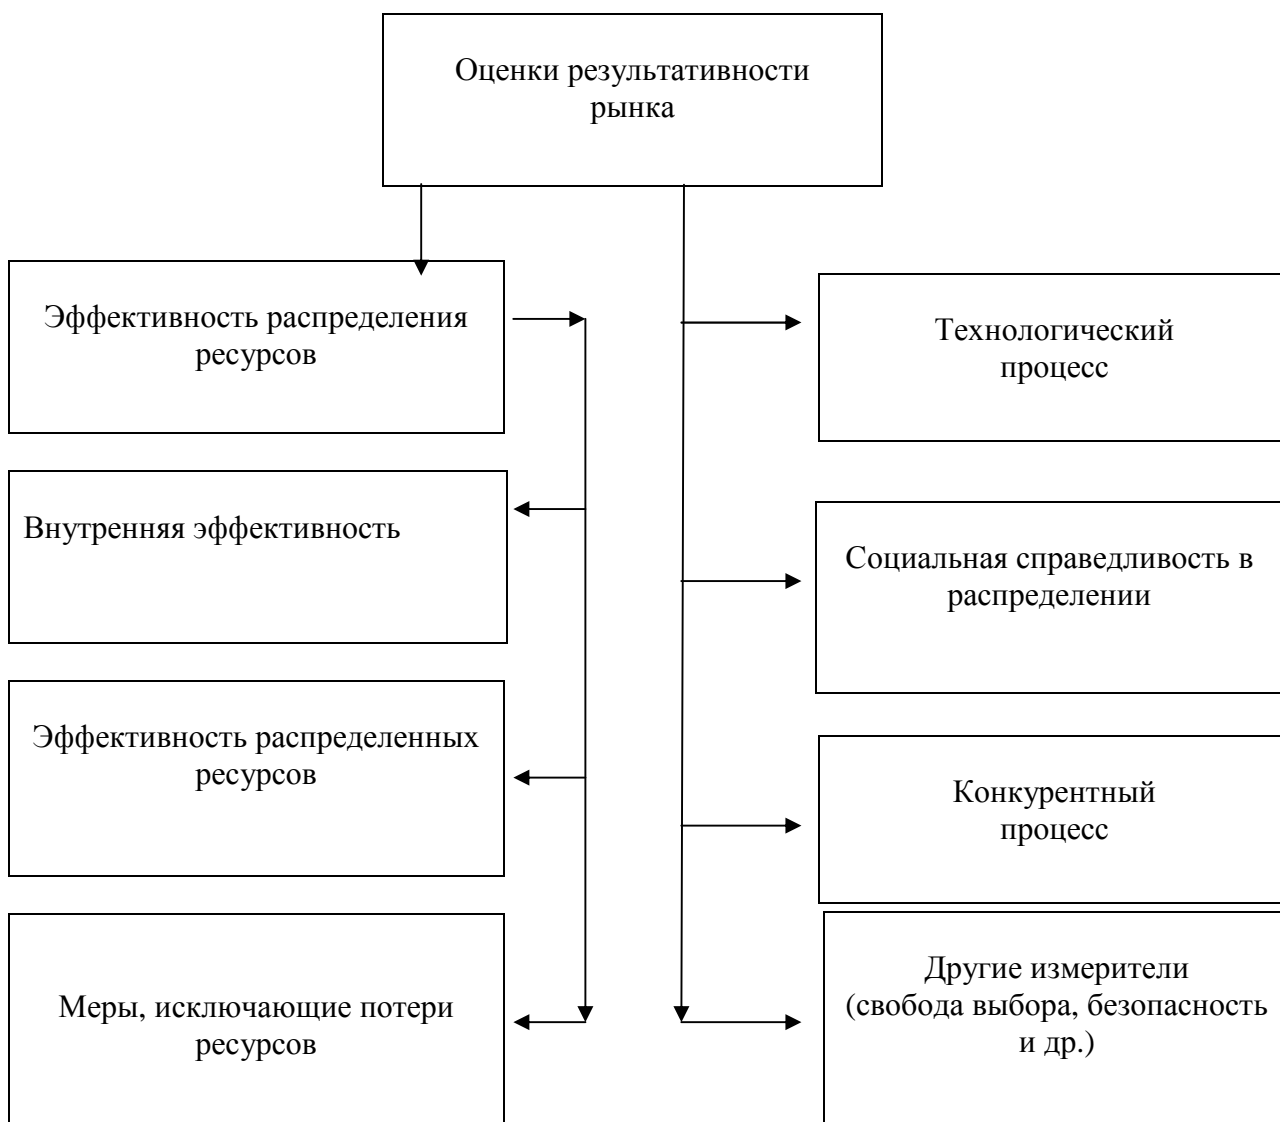 Оценки результативности
рынка
Эффективность распределения
ресурсов
Технологический
процесс
Внутренняя эффективность
Социальная справедливость в
распределении
Эффективность распределенных
ресурсов
Конкурентный
процесс
Меры, исключающие потери
ресурсов
Другие измерители
(свобода выбора, безопасность
и др.)